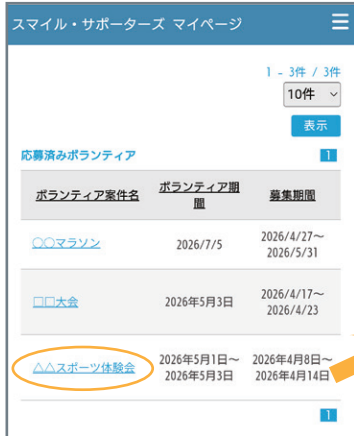 スマイル・サポーターズ マイページ
1 - 3件 / 3件
10件
表示
応募済みボランティア
1
ボランティア案件名 ボランティア期間 募集期間
○○マラソン 2026/7/5 2026/4/27～2026/5/31
□□大会 2026年5月3日 2026/4/17～2026/4/23
△△スポーツ体験会 2026年5月1日～2026年5月3日 2026年4月8日～2026年4月14日
1